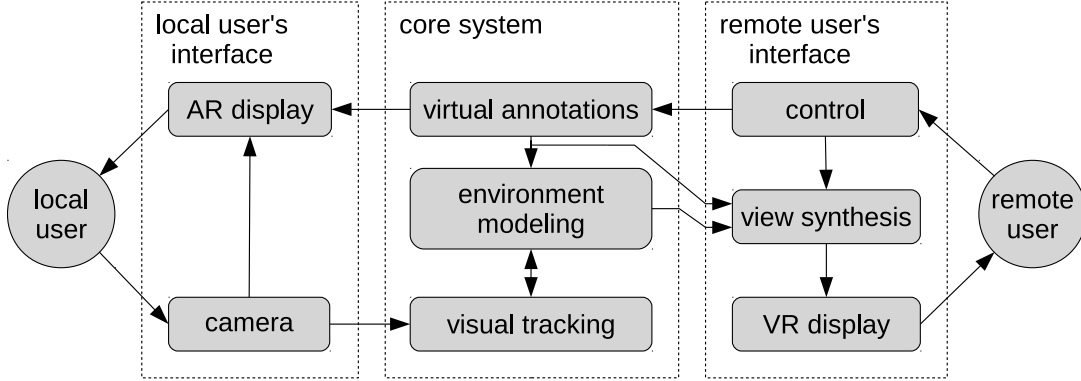 local user's
interface
core system
remote user's
interface
AR display
virtual annotations
control
local
user
environment
modeling
view synthesis
remote
user
camera
visual tracking
VR display